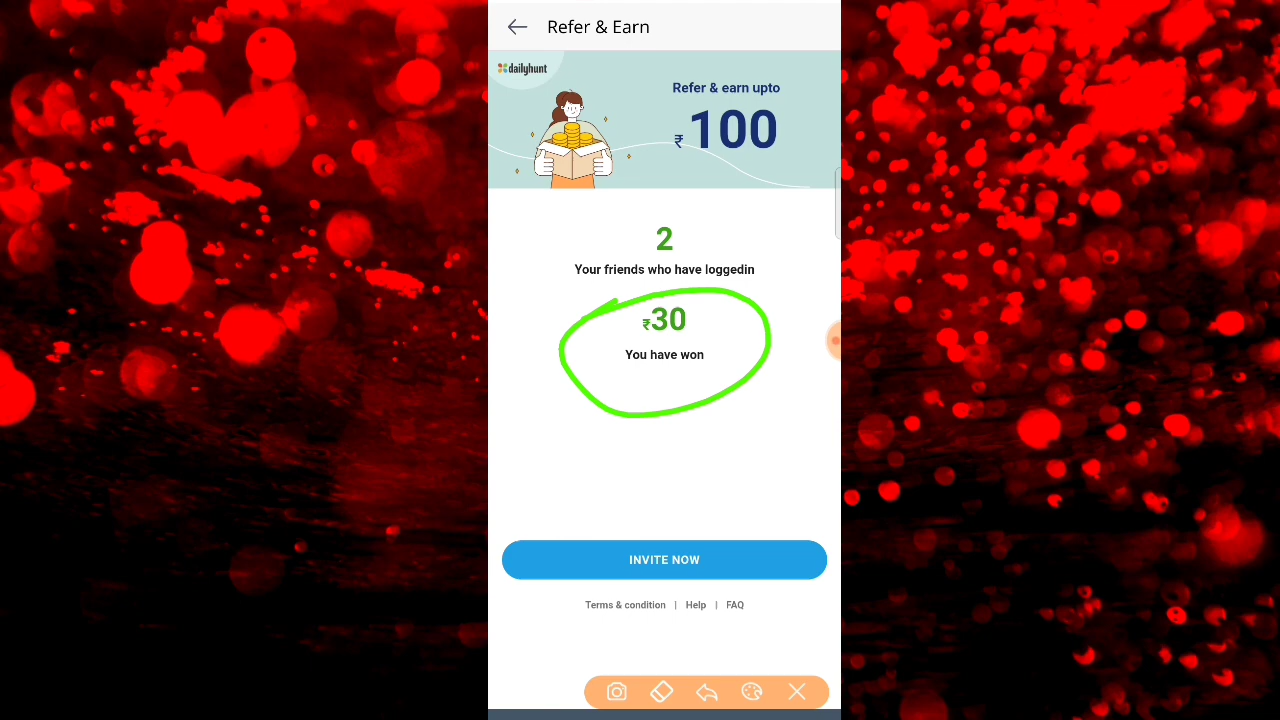 Refer & Earn
dailyhunt
Refer & earn upto
₹100
2
Your friends who have loggedin
₹30
You have won
INVITE NOW
Terms & condition | Help | FAQ